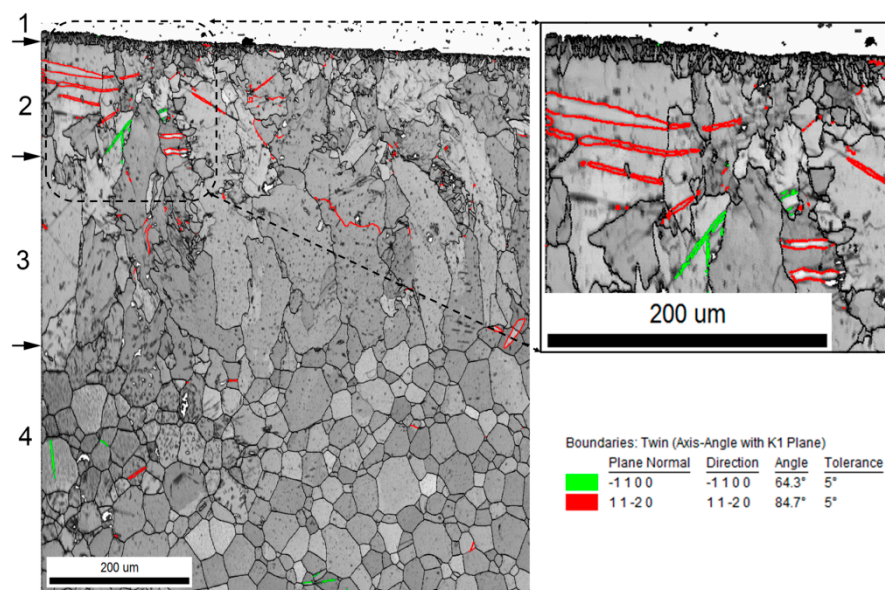 1
2
3
4
200 um
200 um
Boundaries: Twin (Axis-Angle with K1 Plane)
Plane Normal Direction Angle Tolerance
-1 1 0 0 -1 1 0 0 64.3° 5°
1 1 -2 0 1 1 -2 0 84.7° 5°